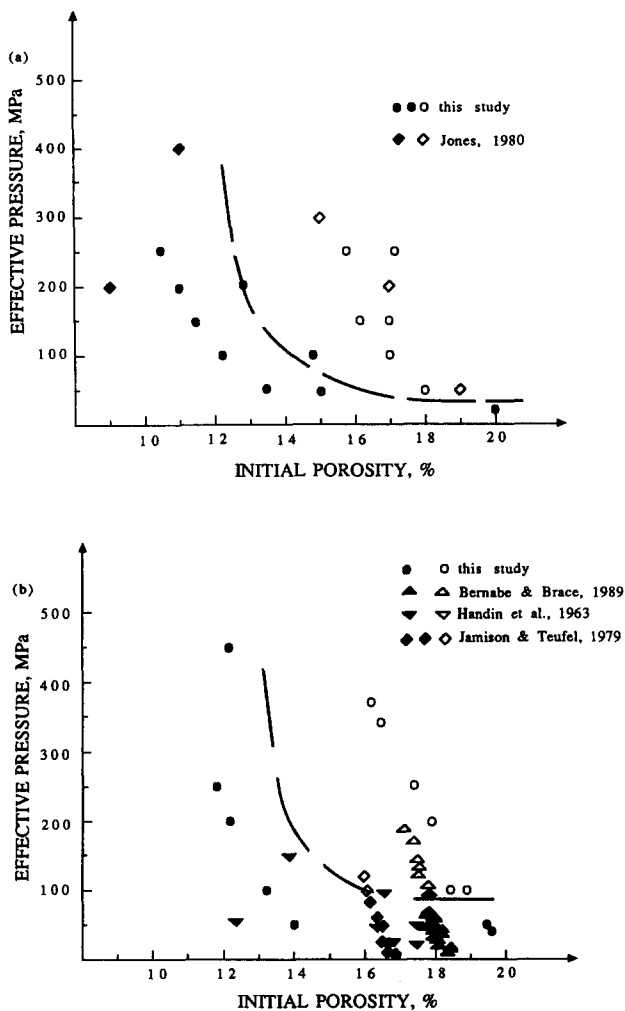 (a)
EFFECTIVE PRESSURE, MPa
500
400
300
200
100
this study
Jones, 1980
10 12 14 16 18 20
INITIAL POROSITY, %
(b)
EFFECTIVE PRESSURE, MPa
500
400
300
200
100
this study
Bernabe & Brace, 1989
Handin et al., 1963
Jamison & Teufel, 1979
10 12 14 16 18 20
INITIAL POROSITY, %